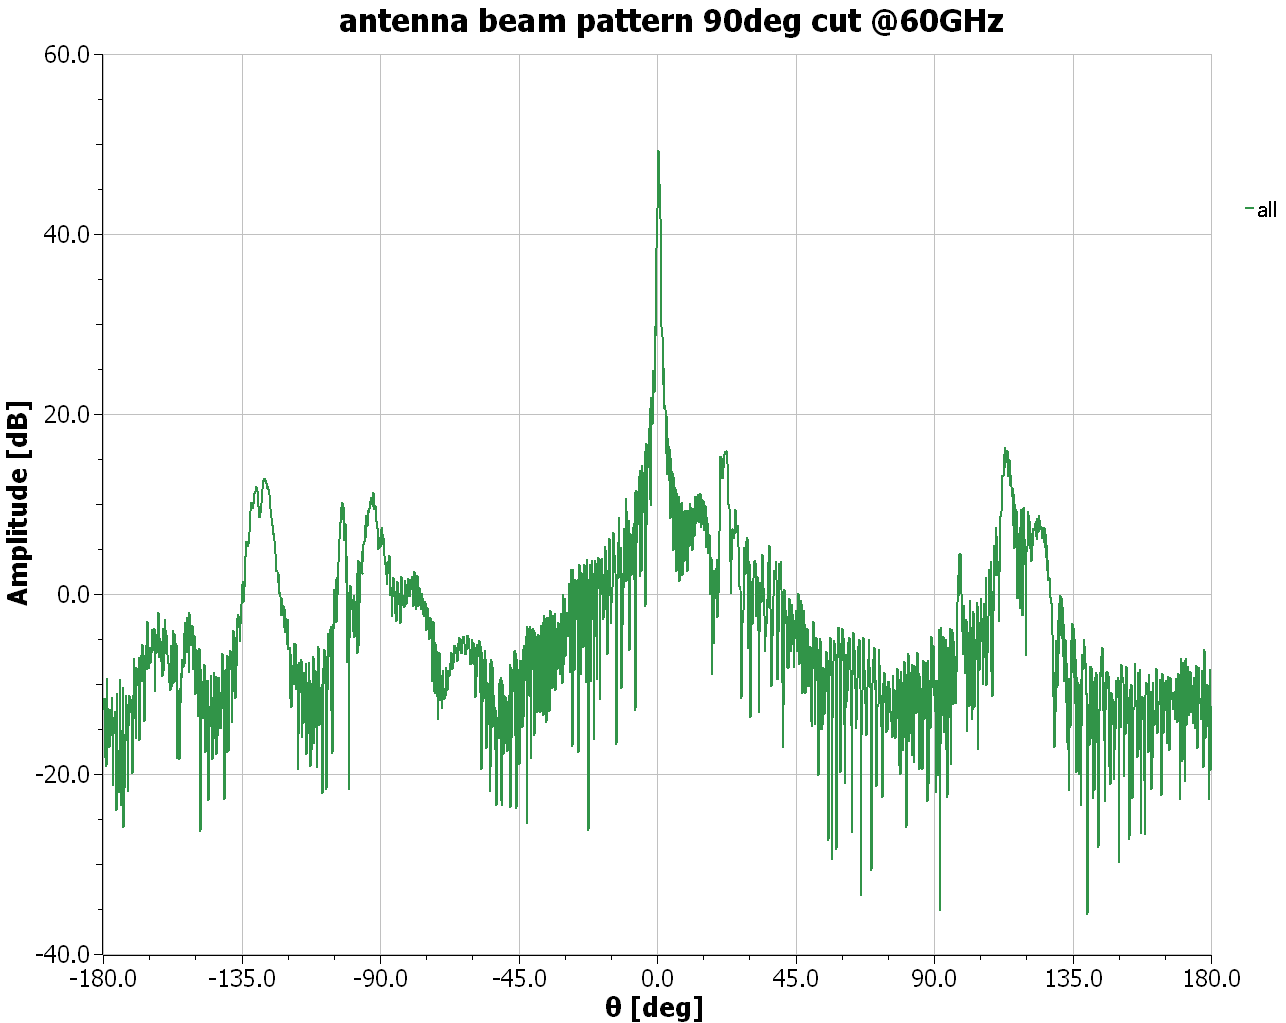 antenna beam pattern 90deg cut @60GHz
60.0
40.0
20.0
0.0
-20.0
-40.0
Amplitude [dB]
-180.0 -135.0 -90.0 -45.0 0.0 45.0 90.0 135.0 180.0
θ [deg]
all